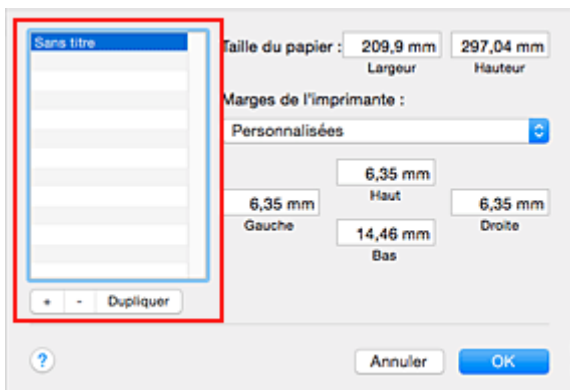 Sans titre
Taille du papier : 209,9 mm 297,04 mm
Largeur Hauteur
Marges de l'imprimante :
Personnalisées
6,35 mm
Haut
6,35 mm 6,35 mm
Gauche Droite
14,46 mm
Bas
+ - Dupliquer
? Annuler OK